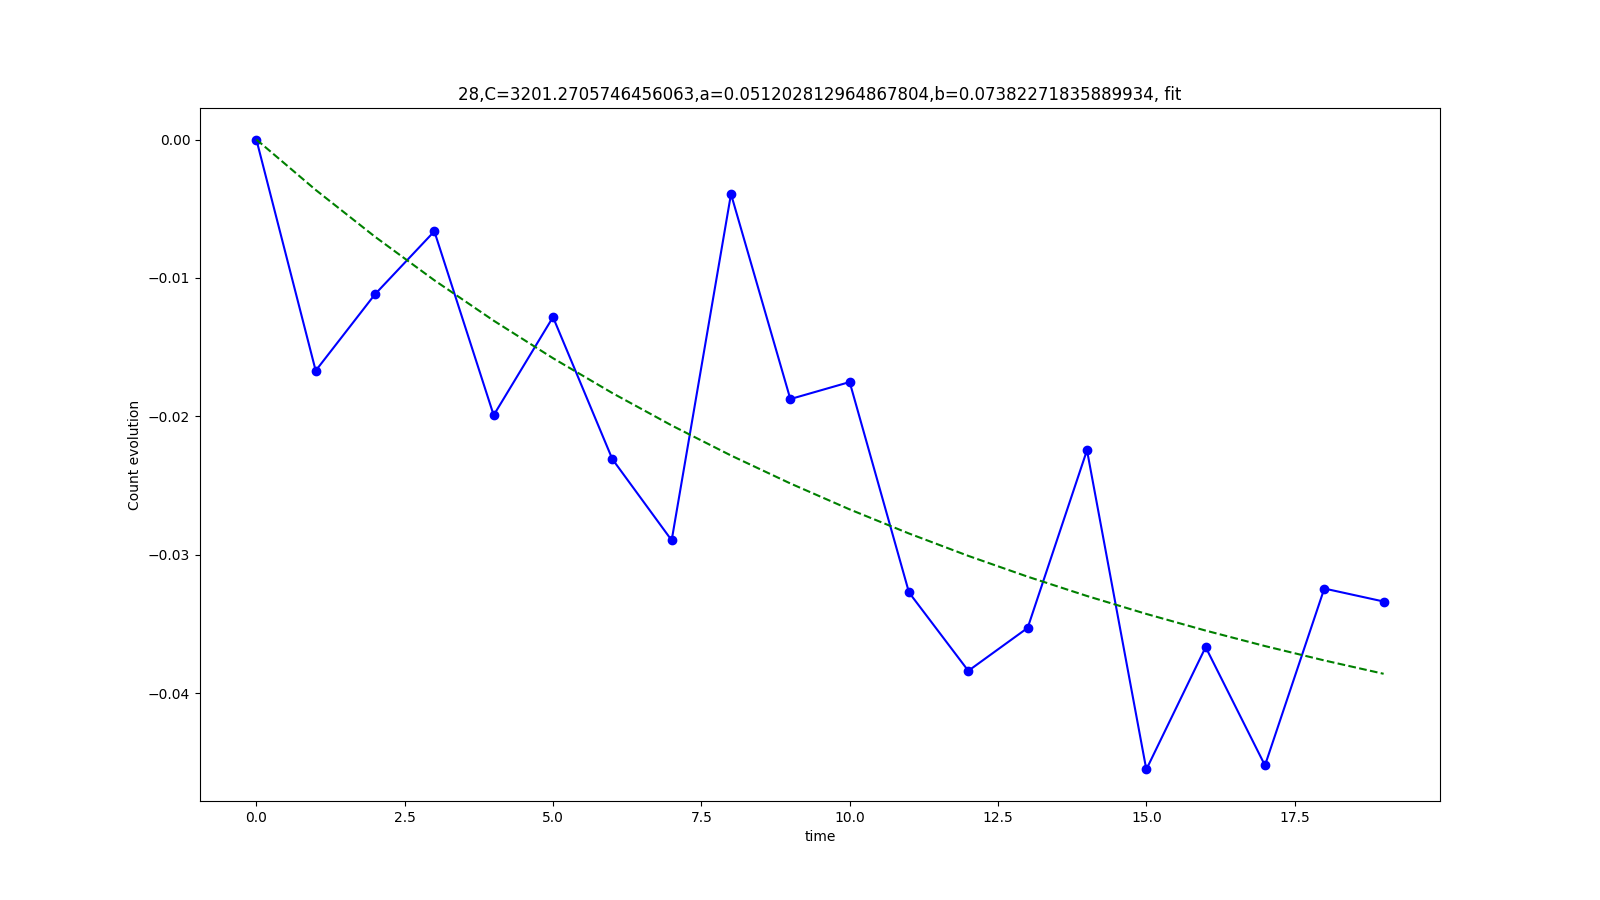 28,C=3201.2705746456063,a=0.051202812964867804,b=0.07382271835889934, fit
0.00
−0.01
−0.02
−0.03
−0.04
Count evolution
0.0 2.5 5.0 7.5 10.0 12.5 15.0 17.5
time